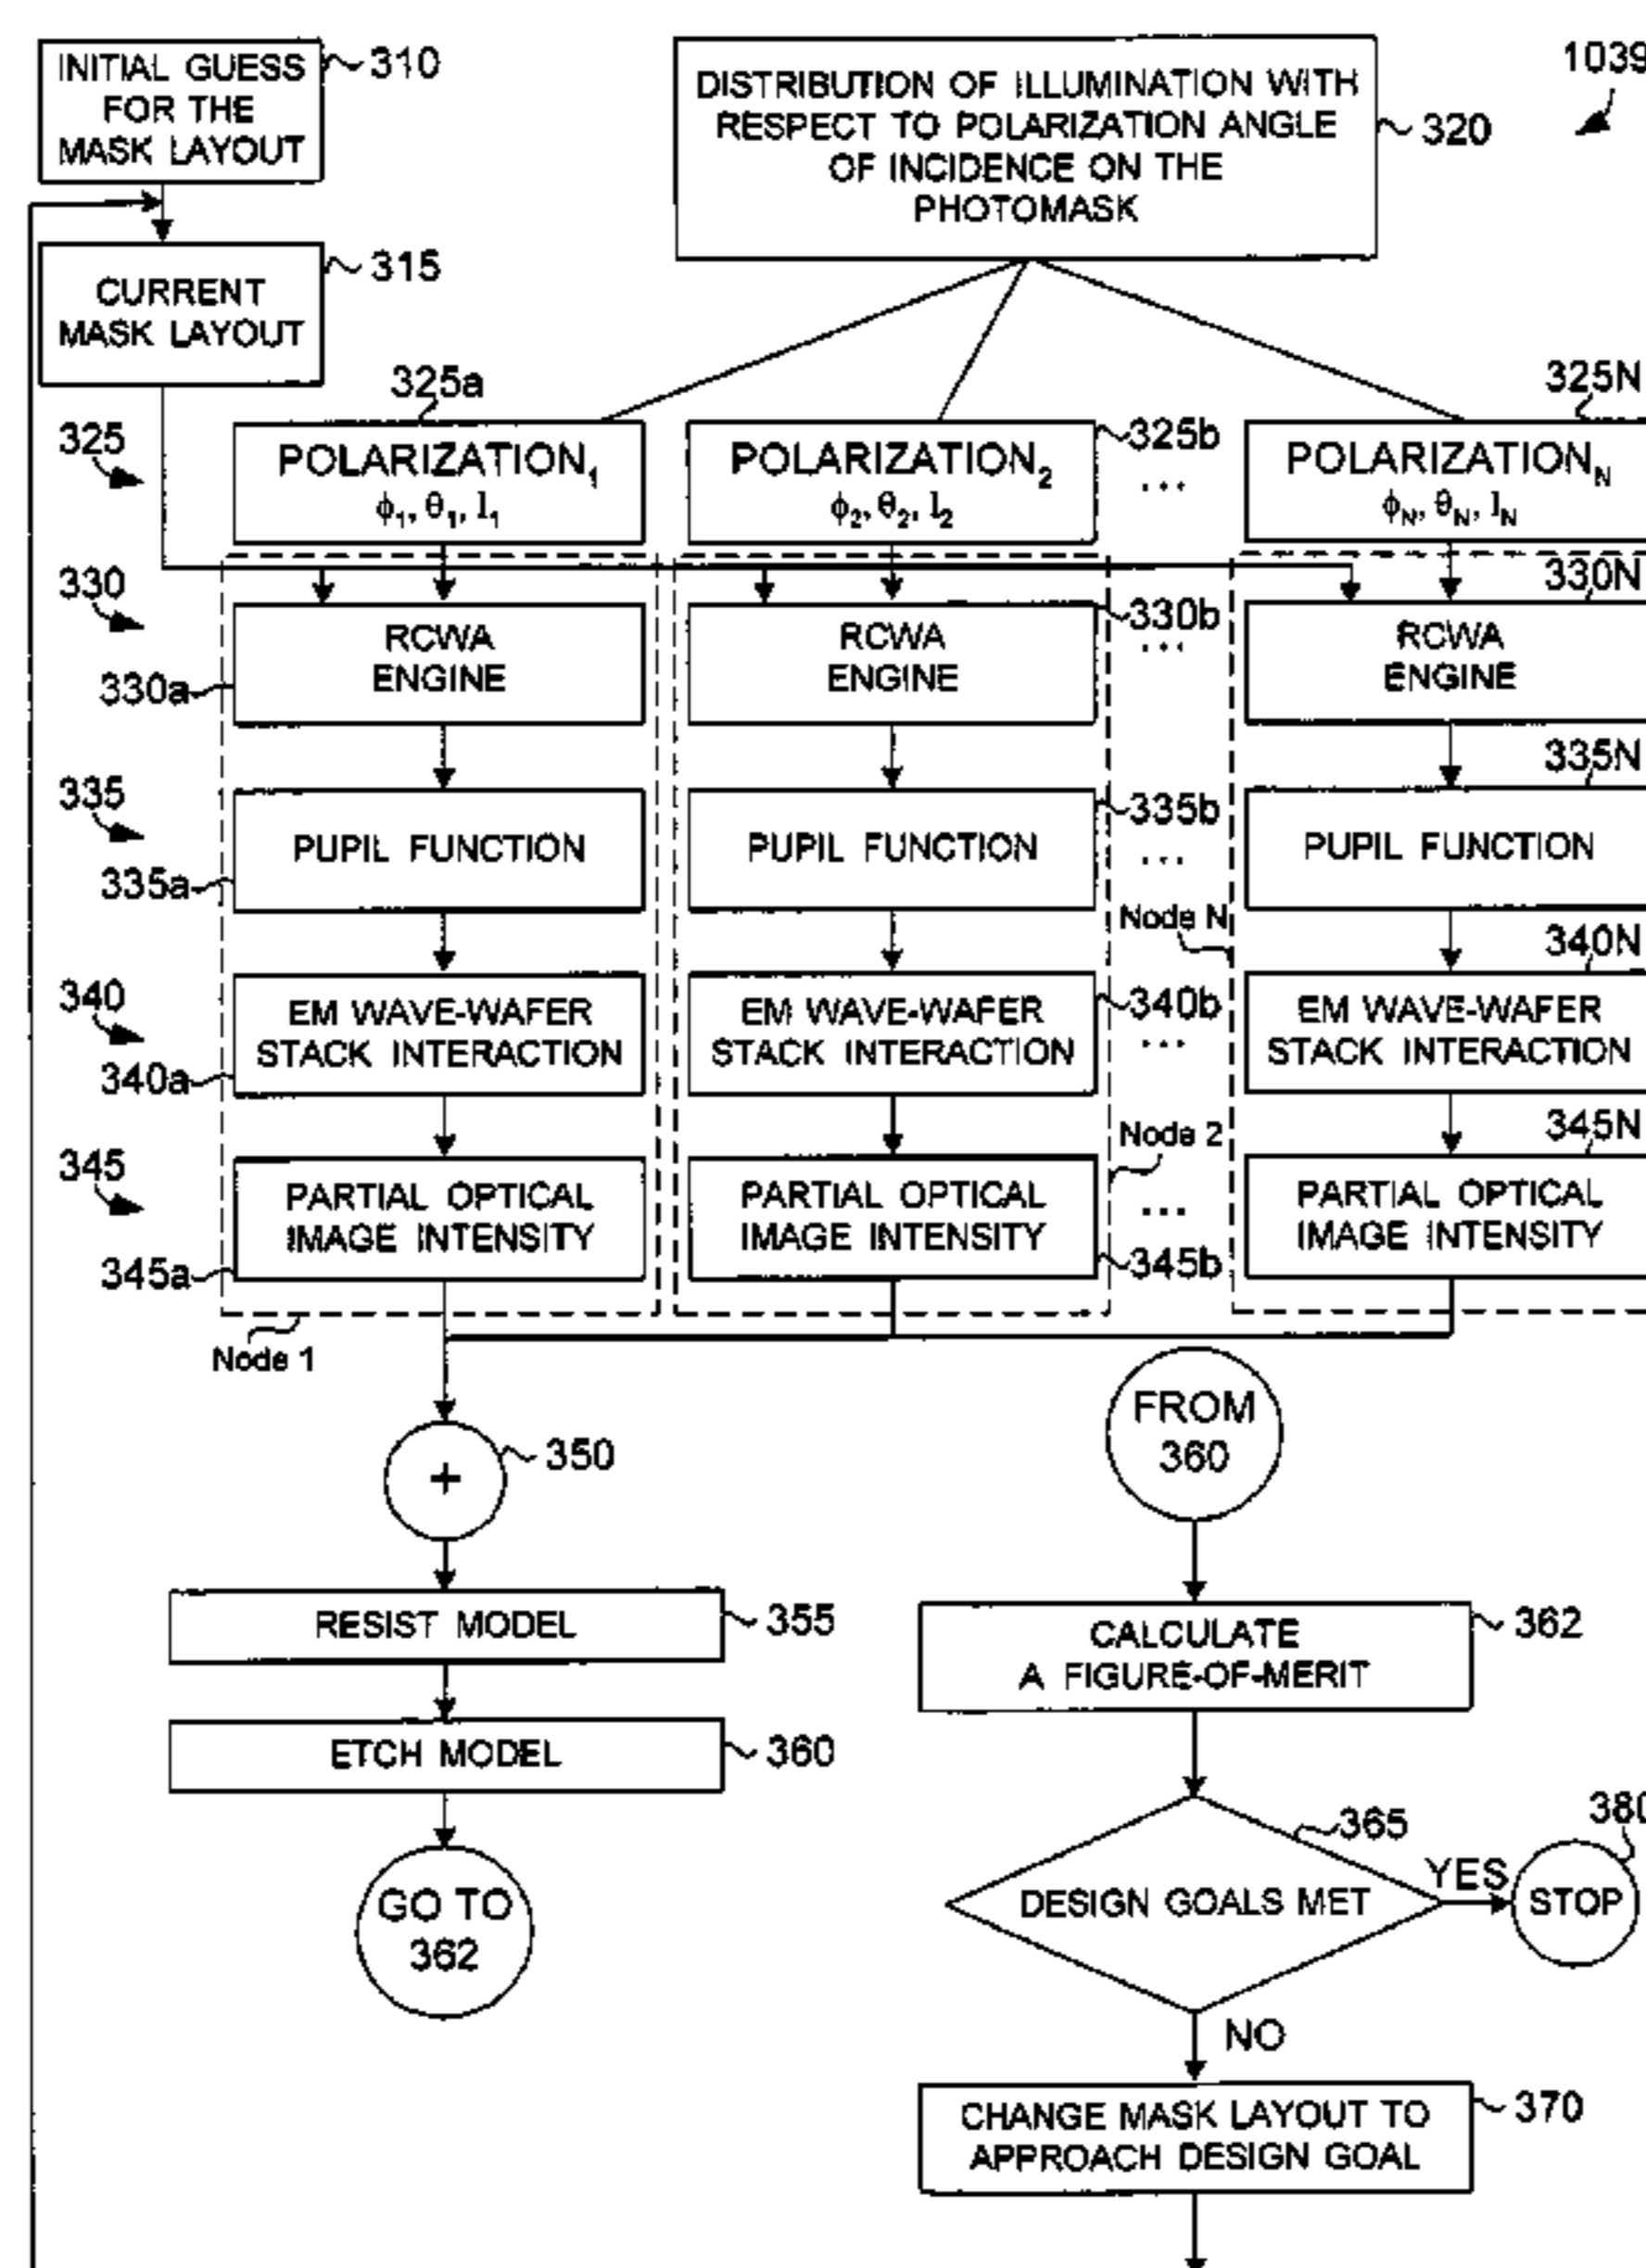 INITIAL GUESS
FOR THE
MASK LAYOUT
310
DISTRIBUTION OF ILLUMINATION WITH
RESPECT TO POLARIZATION ANGLE
OF INCIDENCE ON THE
PHOTOMASK
320
1039
CURRENT
MASK LAYOUT
315
325
325a
POLARIZATION₁
ϕ₁, θ₁, I₁
POLARIZATION₂
ϕ₂, θ₂, I₂
325b
...
325N
POLARIZATION_N
ϕ_N, θ_N, I_N
330
330a
RCWA
ENGINE
RCWA
ENGINE
330b
...
330N
RCWA
ENGINE
335
335a
PUPIL FUNCTION
PUPIL FUNCTION
335b
...
335N
PUPIL FUNCTION
Node N
340
340a
EM WAVE-WAFER
STACK INTERACTION
EM WAVE-WAFER
STACK INTERACTION
340b
...
340N
EM WAVE-WAFER
STACK INTERACTION
Node 2
345
345a
PARTIAL OPTICAL
IMAGE INTENSITY
PARTIAL OPTICAL
IMAGE INTENSITY
345b
...
345N
PARTIAL OPTICAL
IMAGE INTENSITY
Node 1
+
350
RESIST MODEL
355
ETCH MODEL
360
GO TO
362
FROM
360
CALCULATE
A FIGURE-OF-MERIT
362
DESIGN GOALS MET
365
YES
STOP
380
NO
CHANGE MASK LAYOUT TO
APPROACH DESIGN GOAL
370